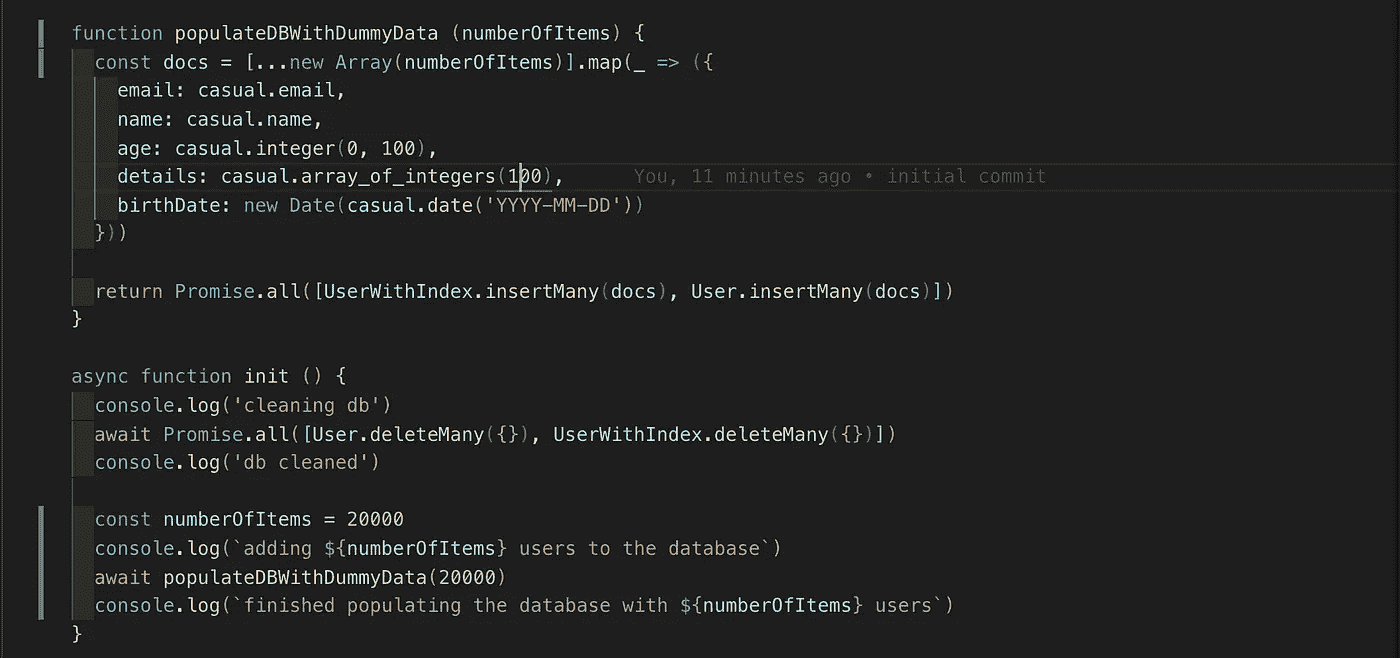 function populateDBWithDummyData (numberOfItems) {
  const docs = [...new Array(numberOfItems)].map(_ => ({
    email: casual.email,
    name: casual.name,
    age: casual.integer(0, 100),
    details: casual.array_of_integers(100),      You, 11 minutes ago • initial commit
    birthDate: new Date(casual.date('YYYY-MM-DD'))
  }))

  return Promise.all([UserWithIndex.insertMany(docs), User.insertMany(docs)])
}

async function init () {
  console.log('cleaning db')
  await Promise.all([User.deleteMany({}), UserWithIndex.deleteMany({})])
  console.log('db cleaned')

  const numberOfItems = 20000
  console.log(`adding ${numberOfItems} users to the database`)
  await populateDBWithDummyData(20000)
  console.log(`finished populating the database with ${numberOfItems} users`)
}